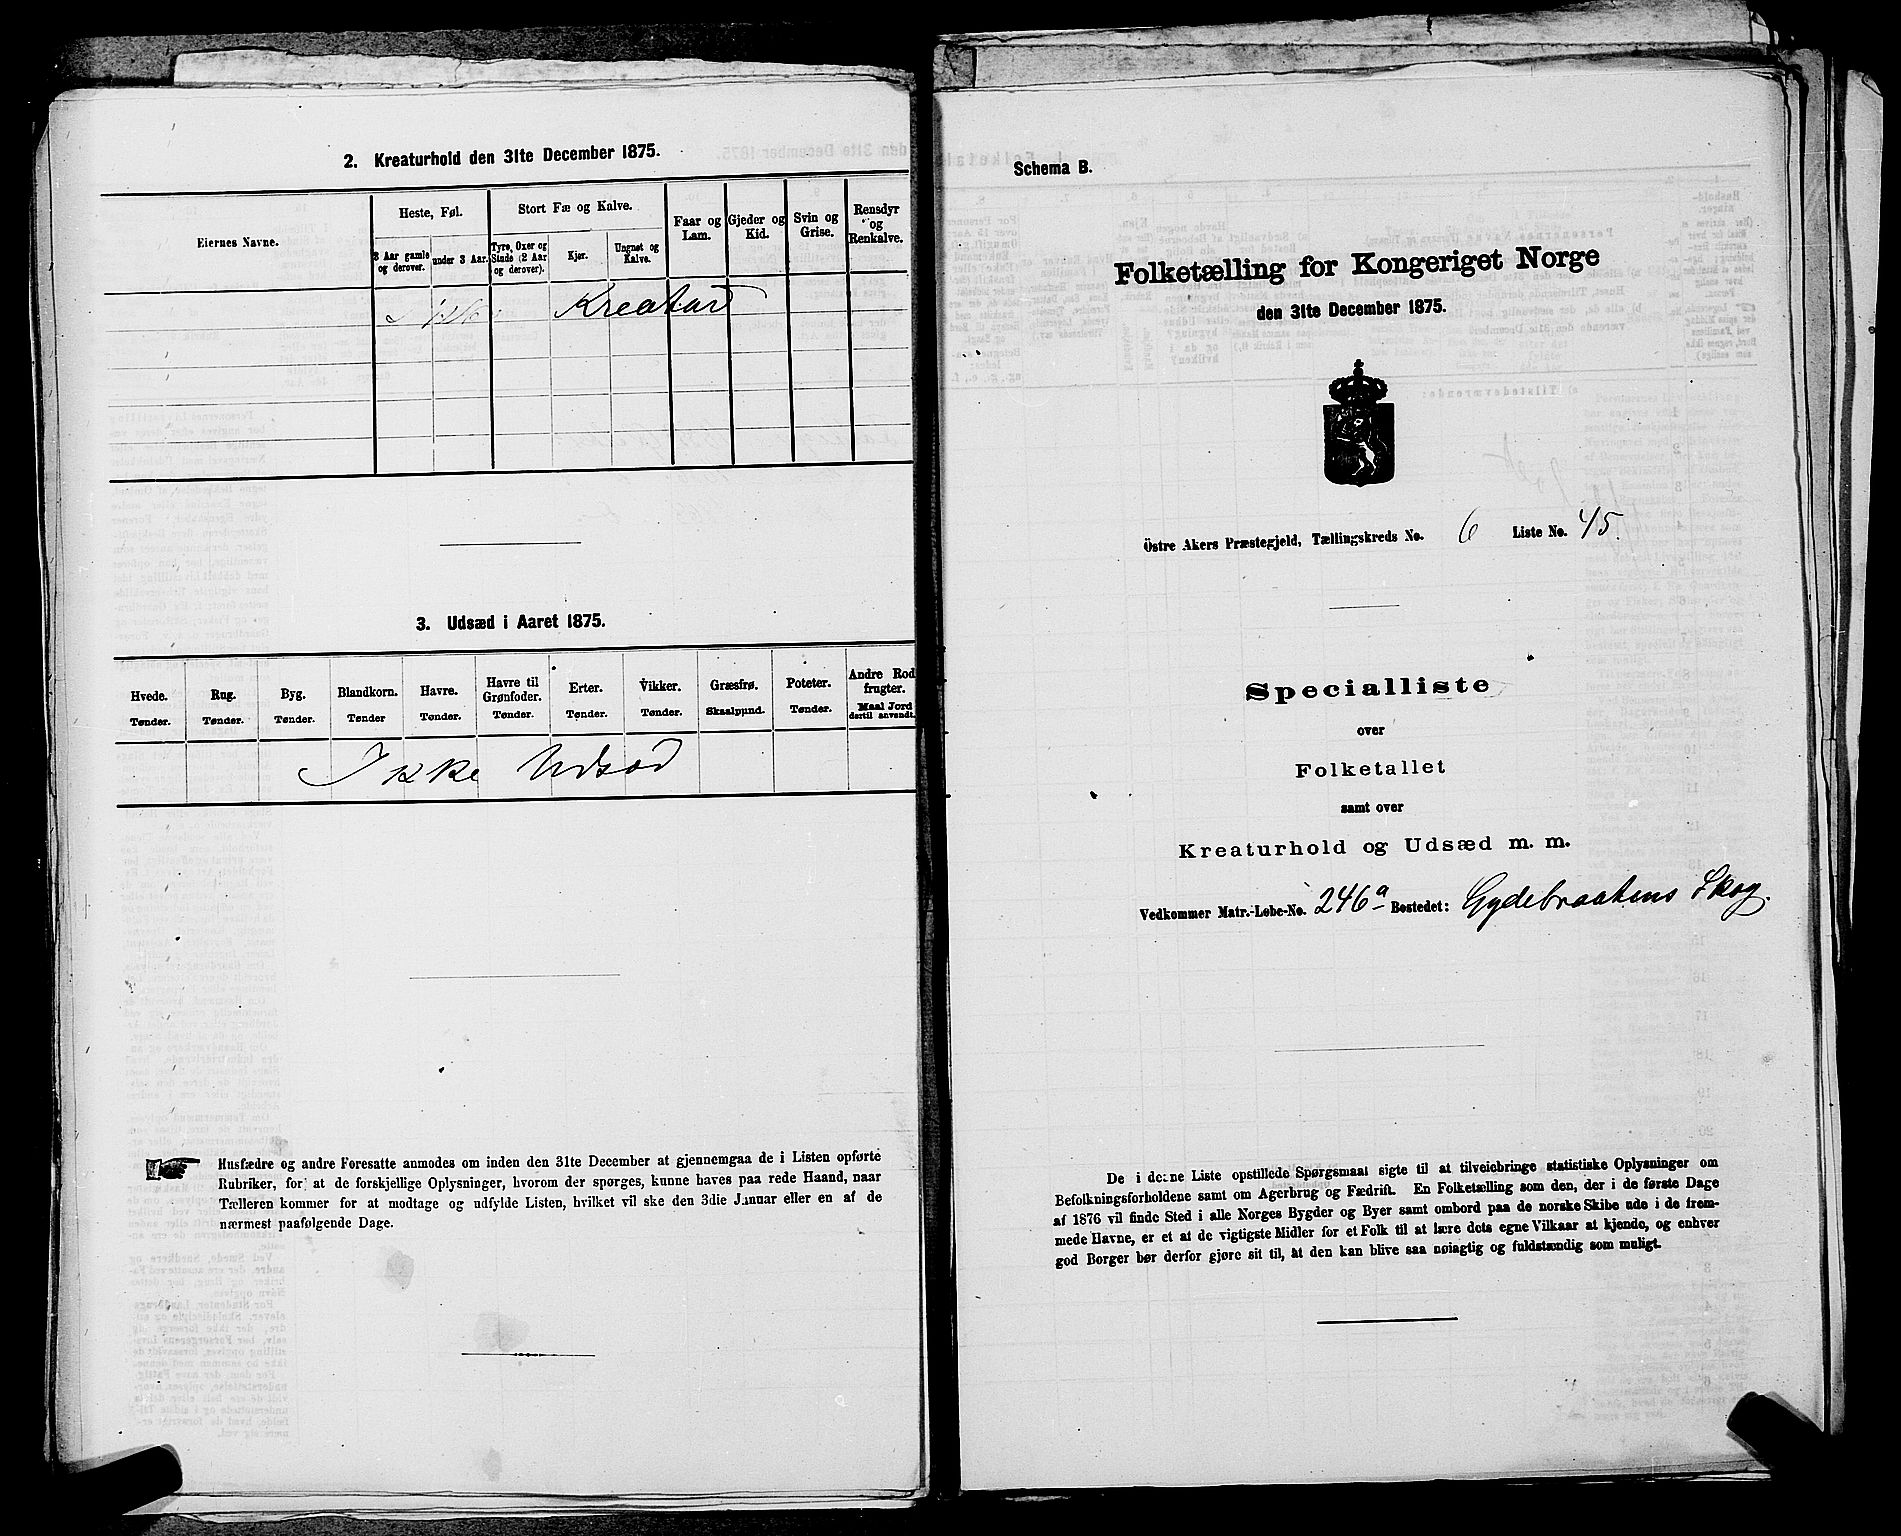 2. Kreaturhold den 31te December 1875.
Eiernes Navne.
Heste, Føl.
Stort Fæ og Kalve.
Faar og Lam.
Gjeder og Kid.
Svin og Grise.
Rensdyr og Renkalve.
3 Aar gamle og derover.
under 3 Aar.
Tyre, Oxer og Stude (2 Aar og derover).
Kjør.
Ungnøt og Kalve.
Ikke Kreatur
3. Udsæd i Aaret 1875.
Hvede. Rug. Byg. Blandkorn. Havre. Havre til Grønfoder. Erter. Vikker. Græsfrø. Poteter. Andre Rodfrugter.
Tønder. Tønder. Tønder. Tønder Tønder. Tønder. Tønder. Tønder. Skaalpund. Tønder. Maal Jord dertil anvendt.
Ikke Udsæd
Husfædre og andre Foresatte anmodes om inden den 31te December at gjennemgaa de i Listen opførte
Rubriker, for at de forskjellige Oplysninger, hvorom der spørges, kunne haves paa rede Haand, naar
Tælleren kommer for at modtage og udfylde Listen, hvilket vil ske den 3die Januar eller en af de
nærmest paafølgende Dage.
Schema B.
Folketælling for Kongeriget Norge
den 31te December 1875.
Östre Akers Præstegjeld, Tællingskreds No. 6 Liste No. 45.
Specialliste
over
Folketallet
samt over
Kreaturhold og Udsæd m. m.
Vedkommer Matr.-Løbe-No. 246a Bostedet: Gydebraatens Skog.
De i denne Liste opstillede Spørgsmaal sigte til at tilveiebringe statistiske Oplysninger om
Befolkningsforholdene samt om Agerbrug og Fædrift. En Folketælling som den, der i de første Dage
af 1876 vil finde Sted i alle Norges Bygder og Byer samt ombord paa de norske Skibe ude i de frem-
mede Havne, er et af de vigtigste Midler for et Folk til at lære dets egne Vilkaar at kjende, og enhver
god Borger bør derfor gjøre sit til, at den kan blive saa nøiagtig og fuldstændig som muligt.